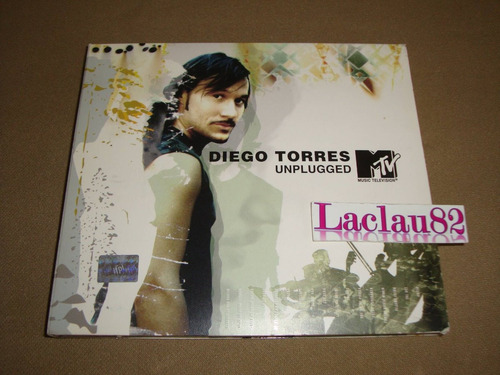 DIEGO TORRES
UNPLUGGED
MTV
MUSIC TELEVISION®
Laclau82